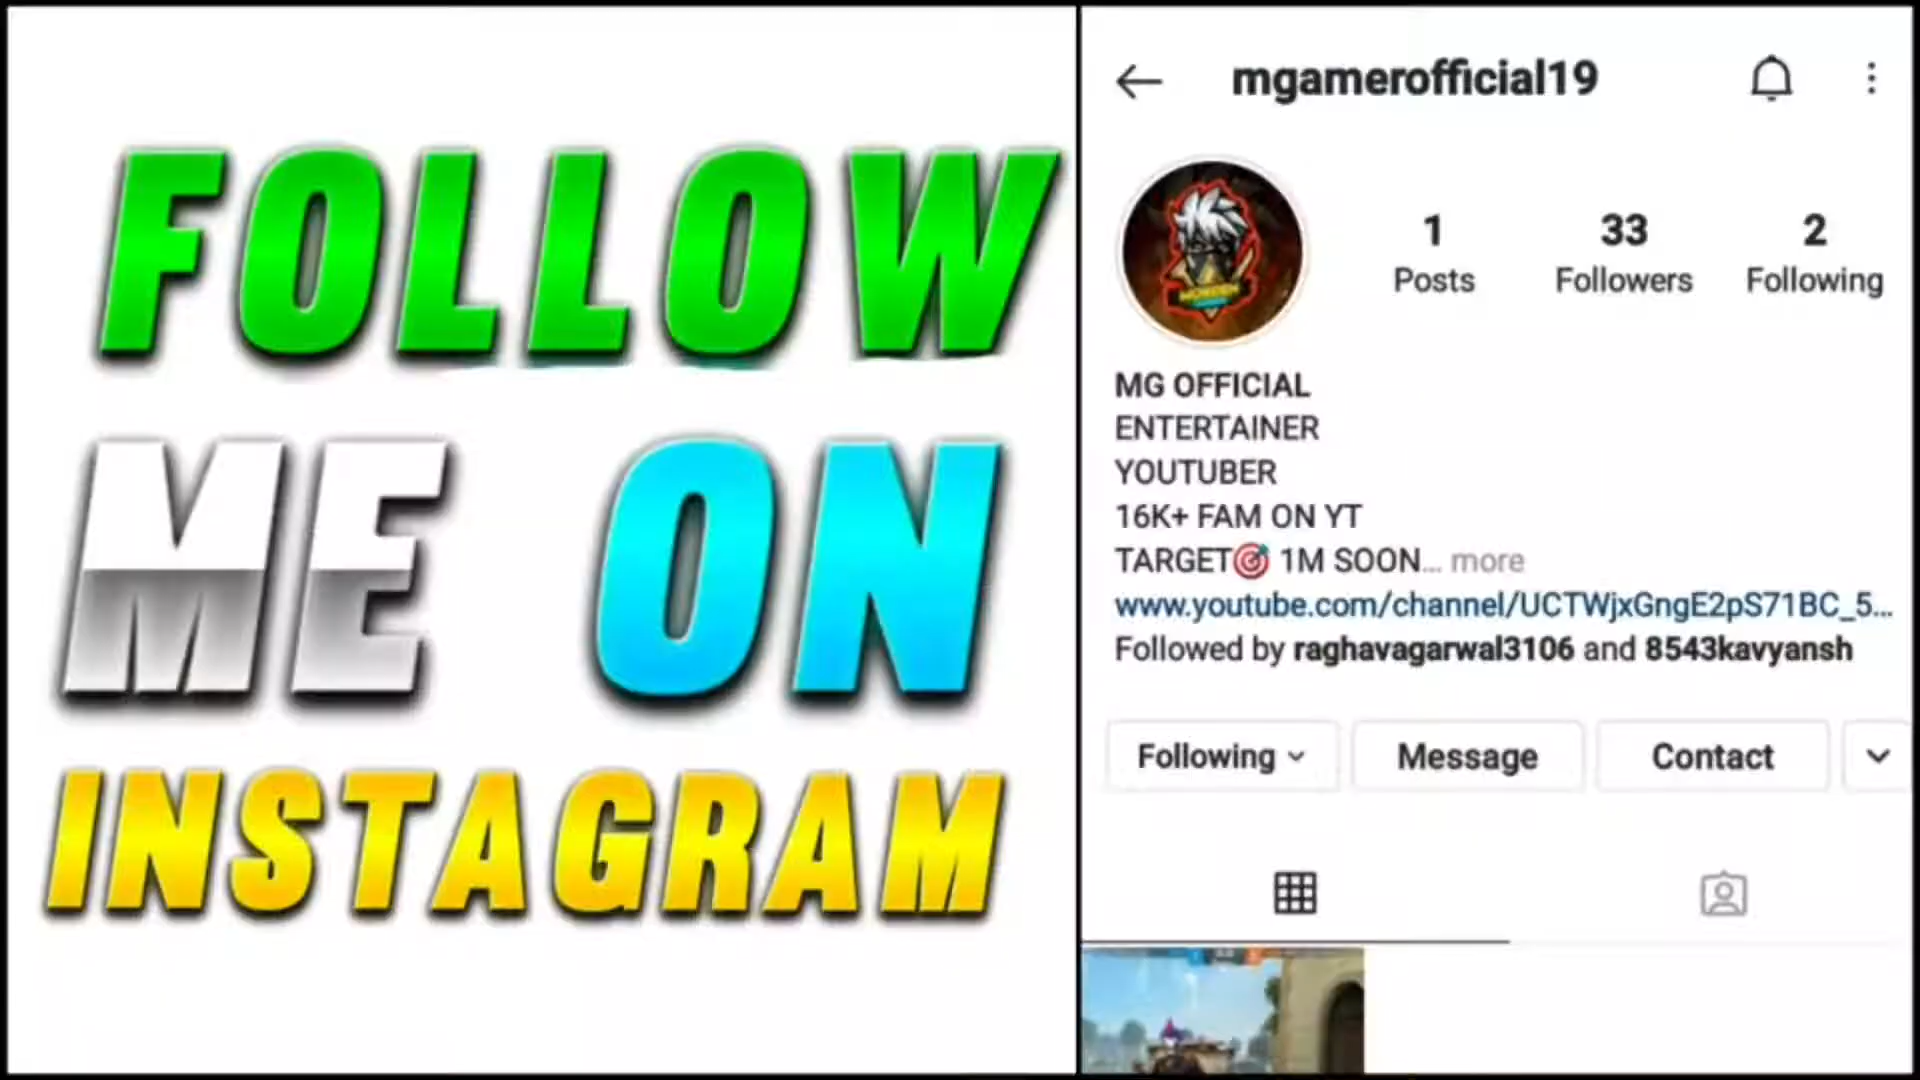 FOLLOW
ME ON
INSTAGRAM
mgamerofficial19
1 33 2
Posts Followers Following
MG OFFICIAL
ENTERTAINER
YOUTUBER
16K+ FAM ON YT
TARGET🎯 1M SOON... more
www.youtube.com/channel/UCTWjxGngE2pS71BC_5...
Followed by raghavagarwal3106 and 8543kavyansh
Following Message Contact